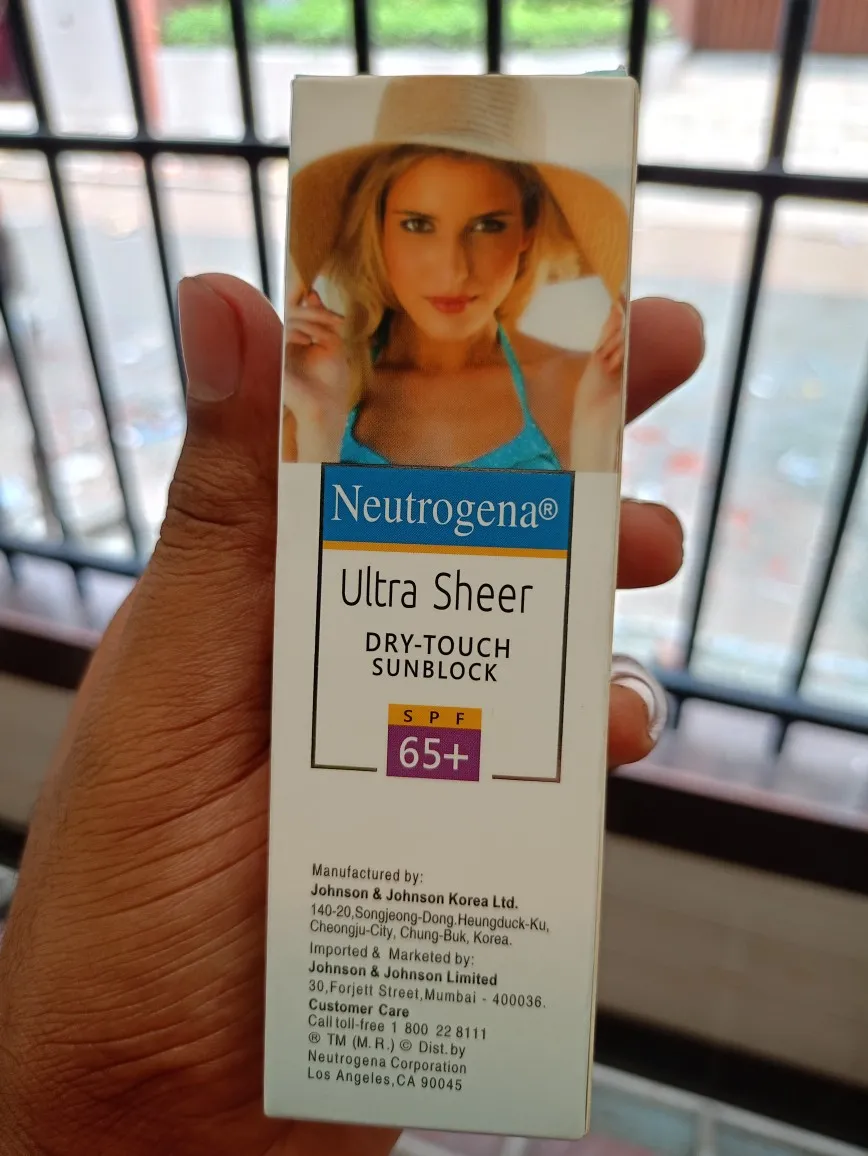 Neutrogena®
Ultra Sheer
DRY-TOUCH
SUNBLOCK
SPF
65+
Manufactured by:
Johnson & Johnson Korea Ltd.
140-20,Songjeong-Dong.Heungduck-Ku,
Cheongju-City, Chung-Buk, Korea.
Imported & Marketed by:
Johnson & Johnson Limited
30,Forjett Street,Mumbai - 400036.
Customer Care
Call toll-free 1 800 22 8111
® TM (M.R.) © Dist.by
Neutrogena Corporation
Los Angeles,CA 90045